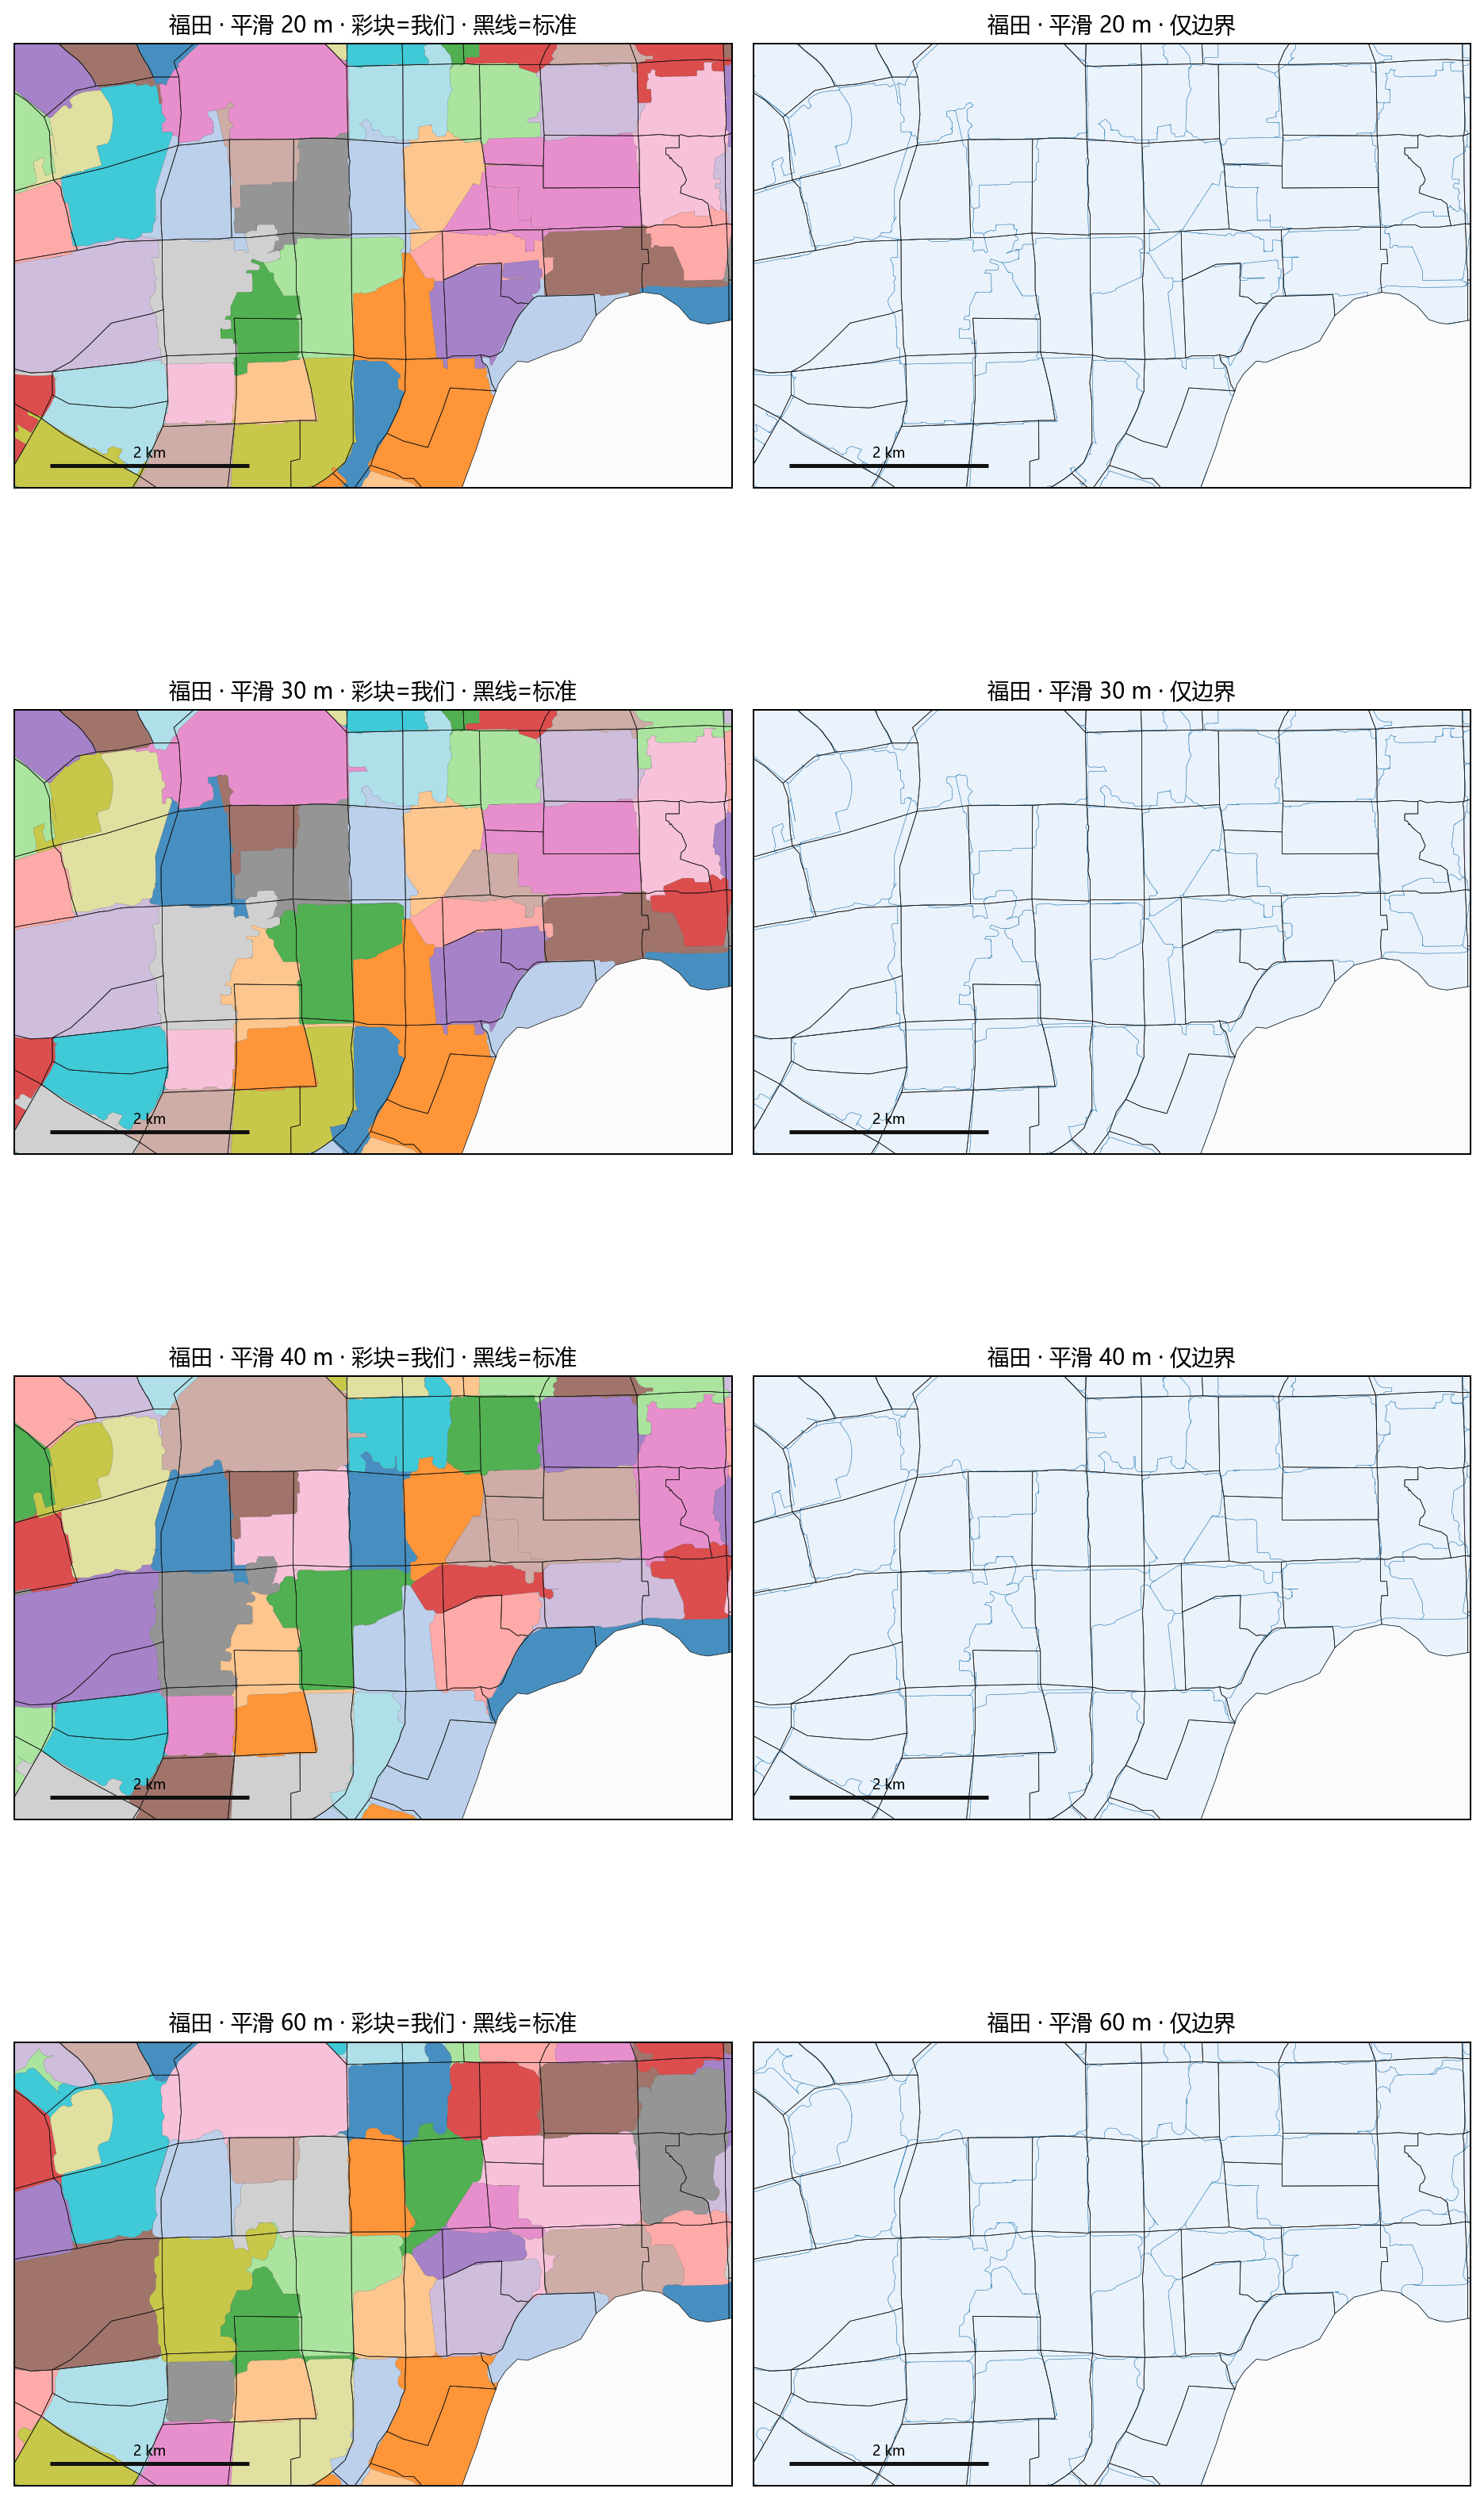 福田 · 平滑 20 m · 彩块=我们 · 黑线=标准
福田 · 平滑 20 m · 仅边界
2 km
2 km
福田 · 平滑 30 m · 彩块=我们 · 黑线=标准
福田 · 平滑 30 m · 仅边界
2 km
2 km
福田 · 平滑 40 m · 彩块=我们 · 黑线=标准
福田 · 平滑 40 m · 仅边界
2 km
2 km
福田 · 平滑 60 m · 彩块=我们 · 黑线=标准
福田 · 平滑 60 m · 仅边界
2 km
2 km